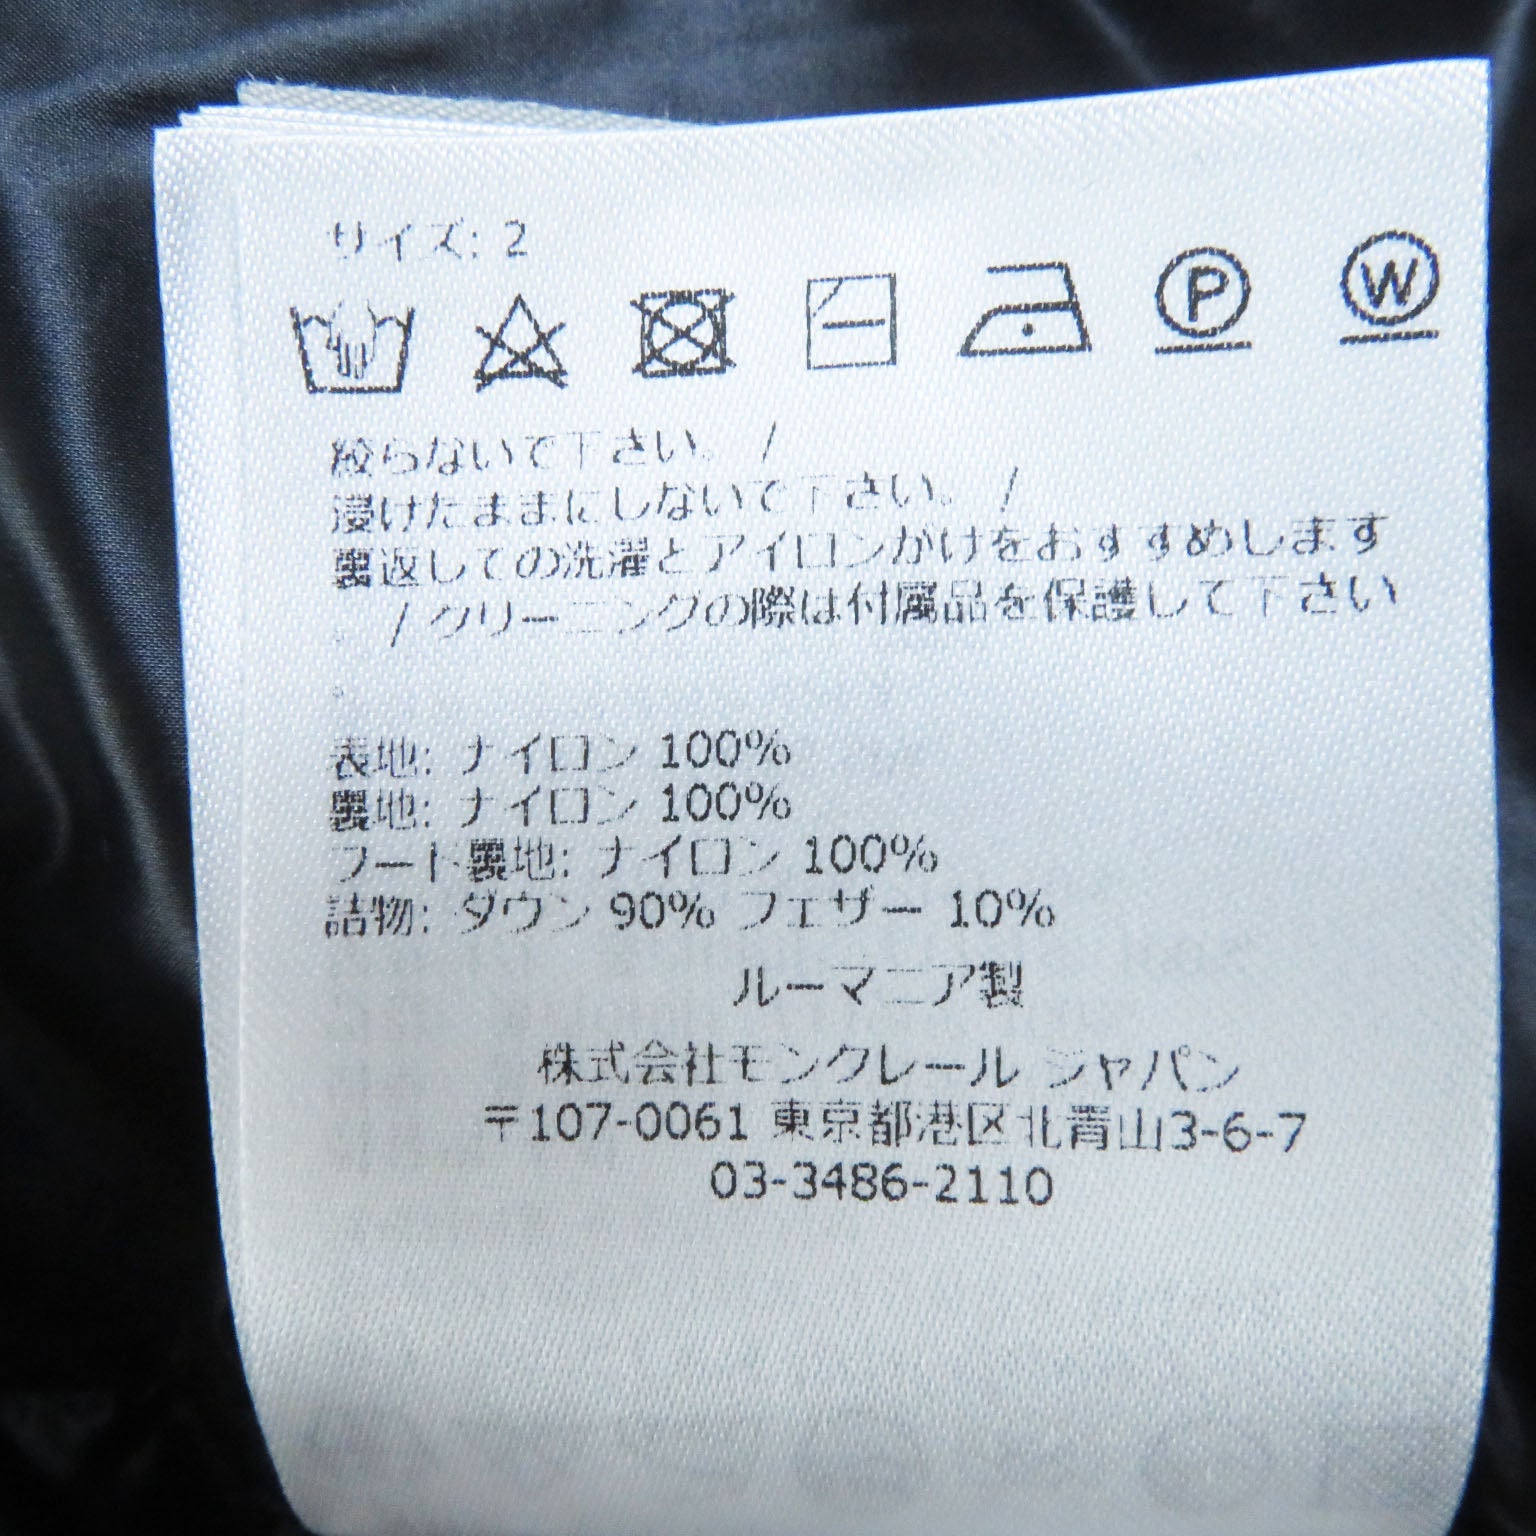 サイズ: 2
P W
絞らないで下さい。 /
浸けたままにしないで下さい。 /
裏返しての洗濯とアイロンがけをおすすめします
。 / クリーニングの際は付属品を保護して下さい
。
表地: ナイロン 100%
裏地: ナイロン 100%
フード裏地: ナイロン 100%
詰物: ダウン 90% フェザー 10%
ルーマニア製
株式会社モンクレール ジャパン
〒107-0061 東京都港区北青山3-6-7
03-3486-2110